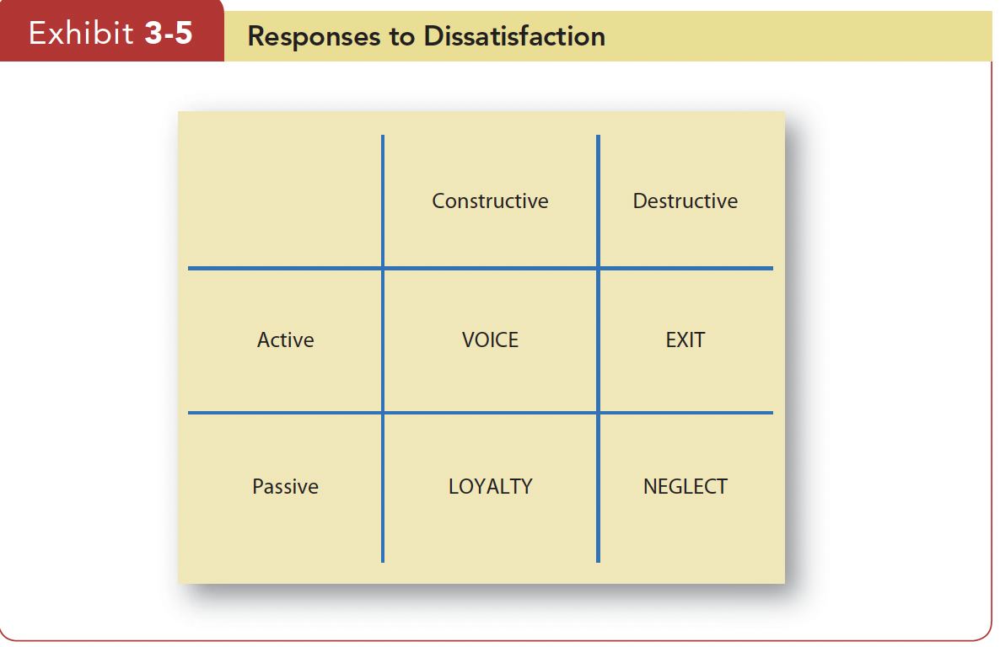 Exhibit 3-5
Responses to Dissatisfaction
Constructive
Destructive
Active
VOICE
EXIT
Passive
LOYALTY
NEGLECT